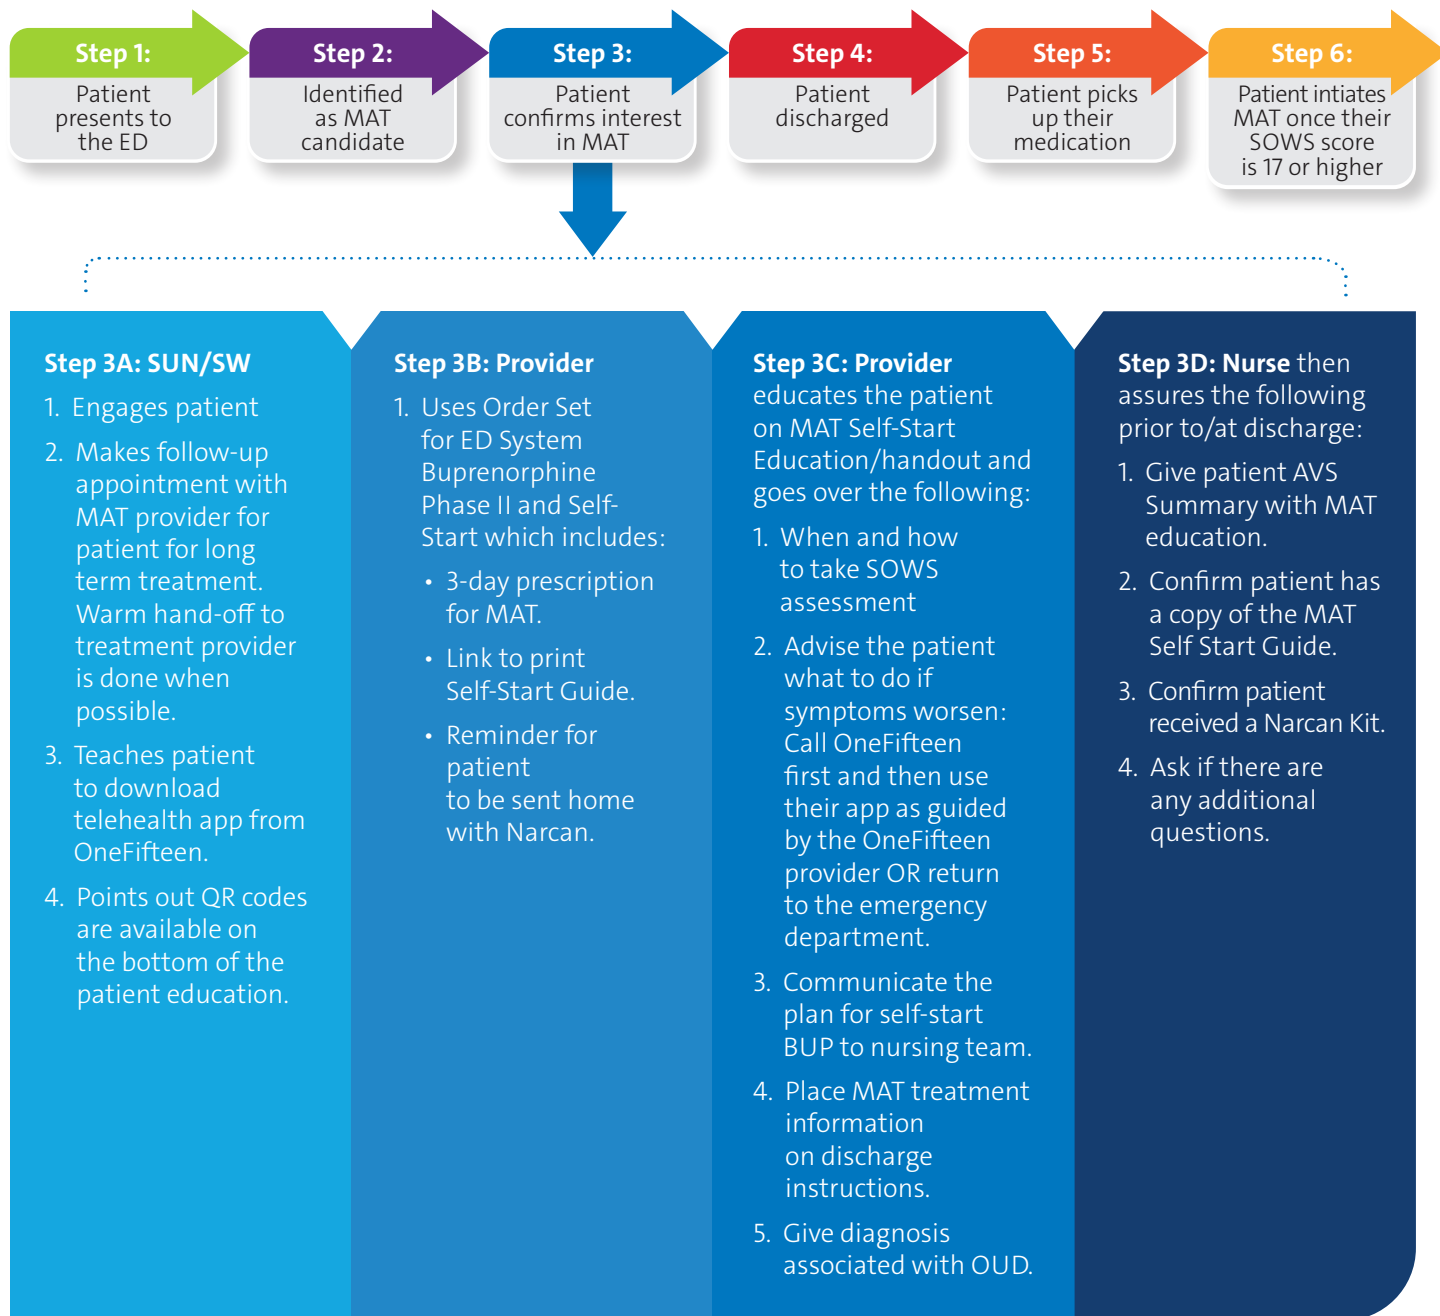 Step 1:
Patient
presents to
the ED
Step 2:
Identified
as MAT
candidate
Step 3:
Patient
confirms interest
in MAT
Step 4:
Patient
discharged
Step 5:
Patient picks
up their
medication
Step 6:
Patient intiates
MAT once their
SOWS score
is 17 or higher
Step 3A: SUN/SW
1. Engages patient
2. Makes follow-up
appointment with
MAT provider for
patient for long
term treatment.
Warm hand-off to
treatment provider
is done when
possible.
3. Teaches patient
to download
telehealth app from
OneFifteen.
4. Points out QR codes
are available on
the bottom of the
patient education.
Step 3B: Provider
1. Uses Order Set
for ED System
Buprenorphine
Phase II and Self-
Start which includes:
• 3-day prescription
for MAT.
• Link to print
Self-Start Guide.
• Reminder for
patient
to be sent home
with Narcan.
Step 3C: Provider
educates the patient
on MAT Self-Start
Education/handout and
goes over the following:
1. When and how
to take SOWS
assessment
2. Advise the patient
what to do if
symptoms worsen:
Call OneFifteen
first and then use
their app as guided
by the OneFifteen
provider OR return
to the emergency
department.
3. Communicate the
plan for self-start
BUP to nursing team.
4. Place MAT treatment
information
on discharge
instructions.
5. Give diagnosis
associated with OUD.
Step 3D: Nurse then
assures the following
prior to/at discharge:
1. Give patient AVS
Summary with MAT
education.
2. Confirm patient has
a copy of the MAT
Self Start Guide.
3. Confirm patient
received a Narcan Kit.
4. Ask if there are
any additional
questions.